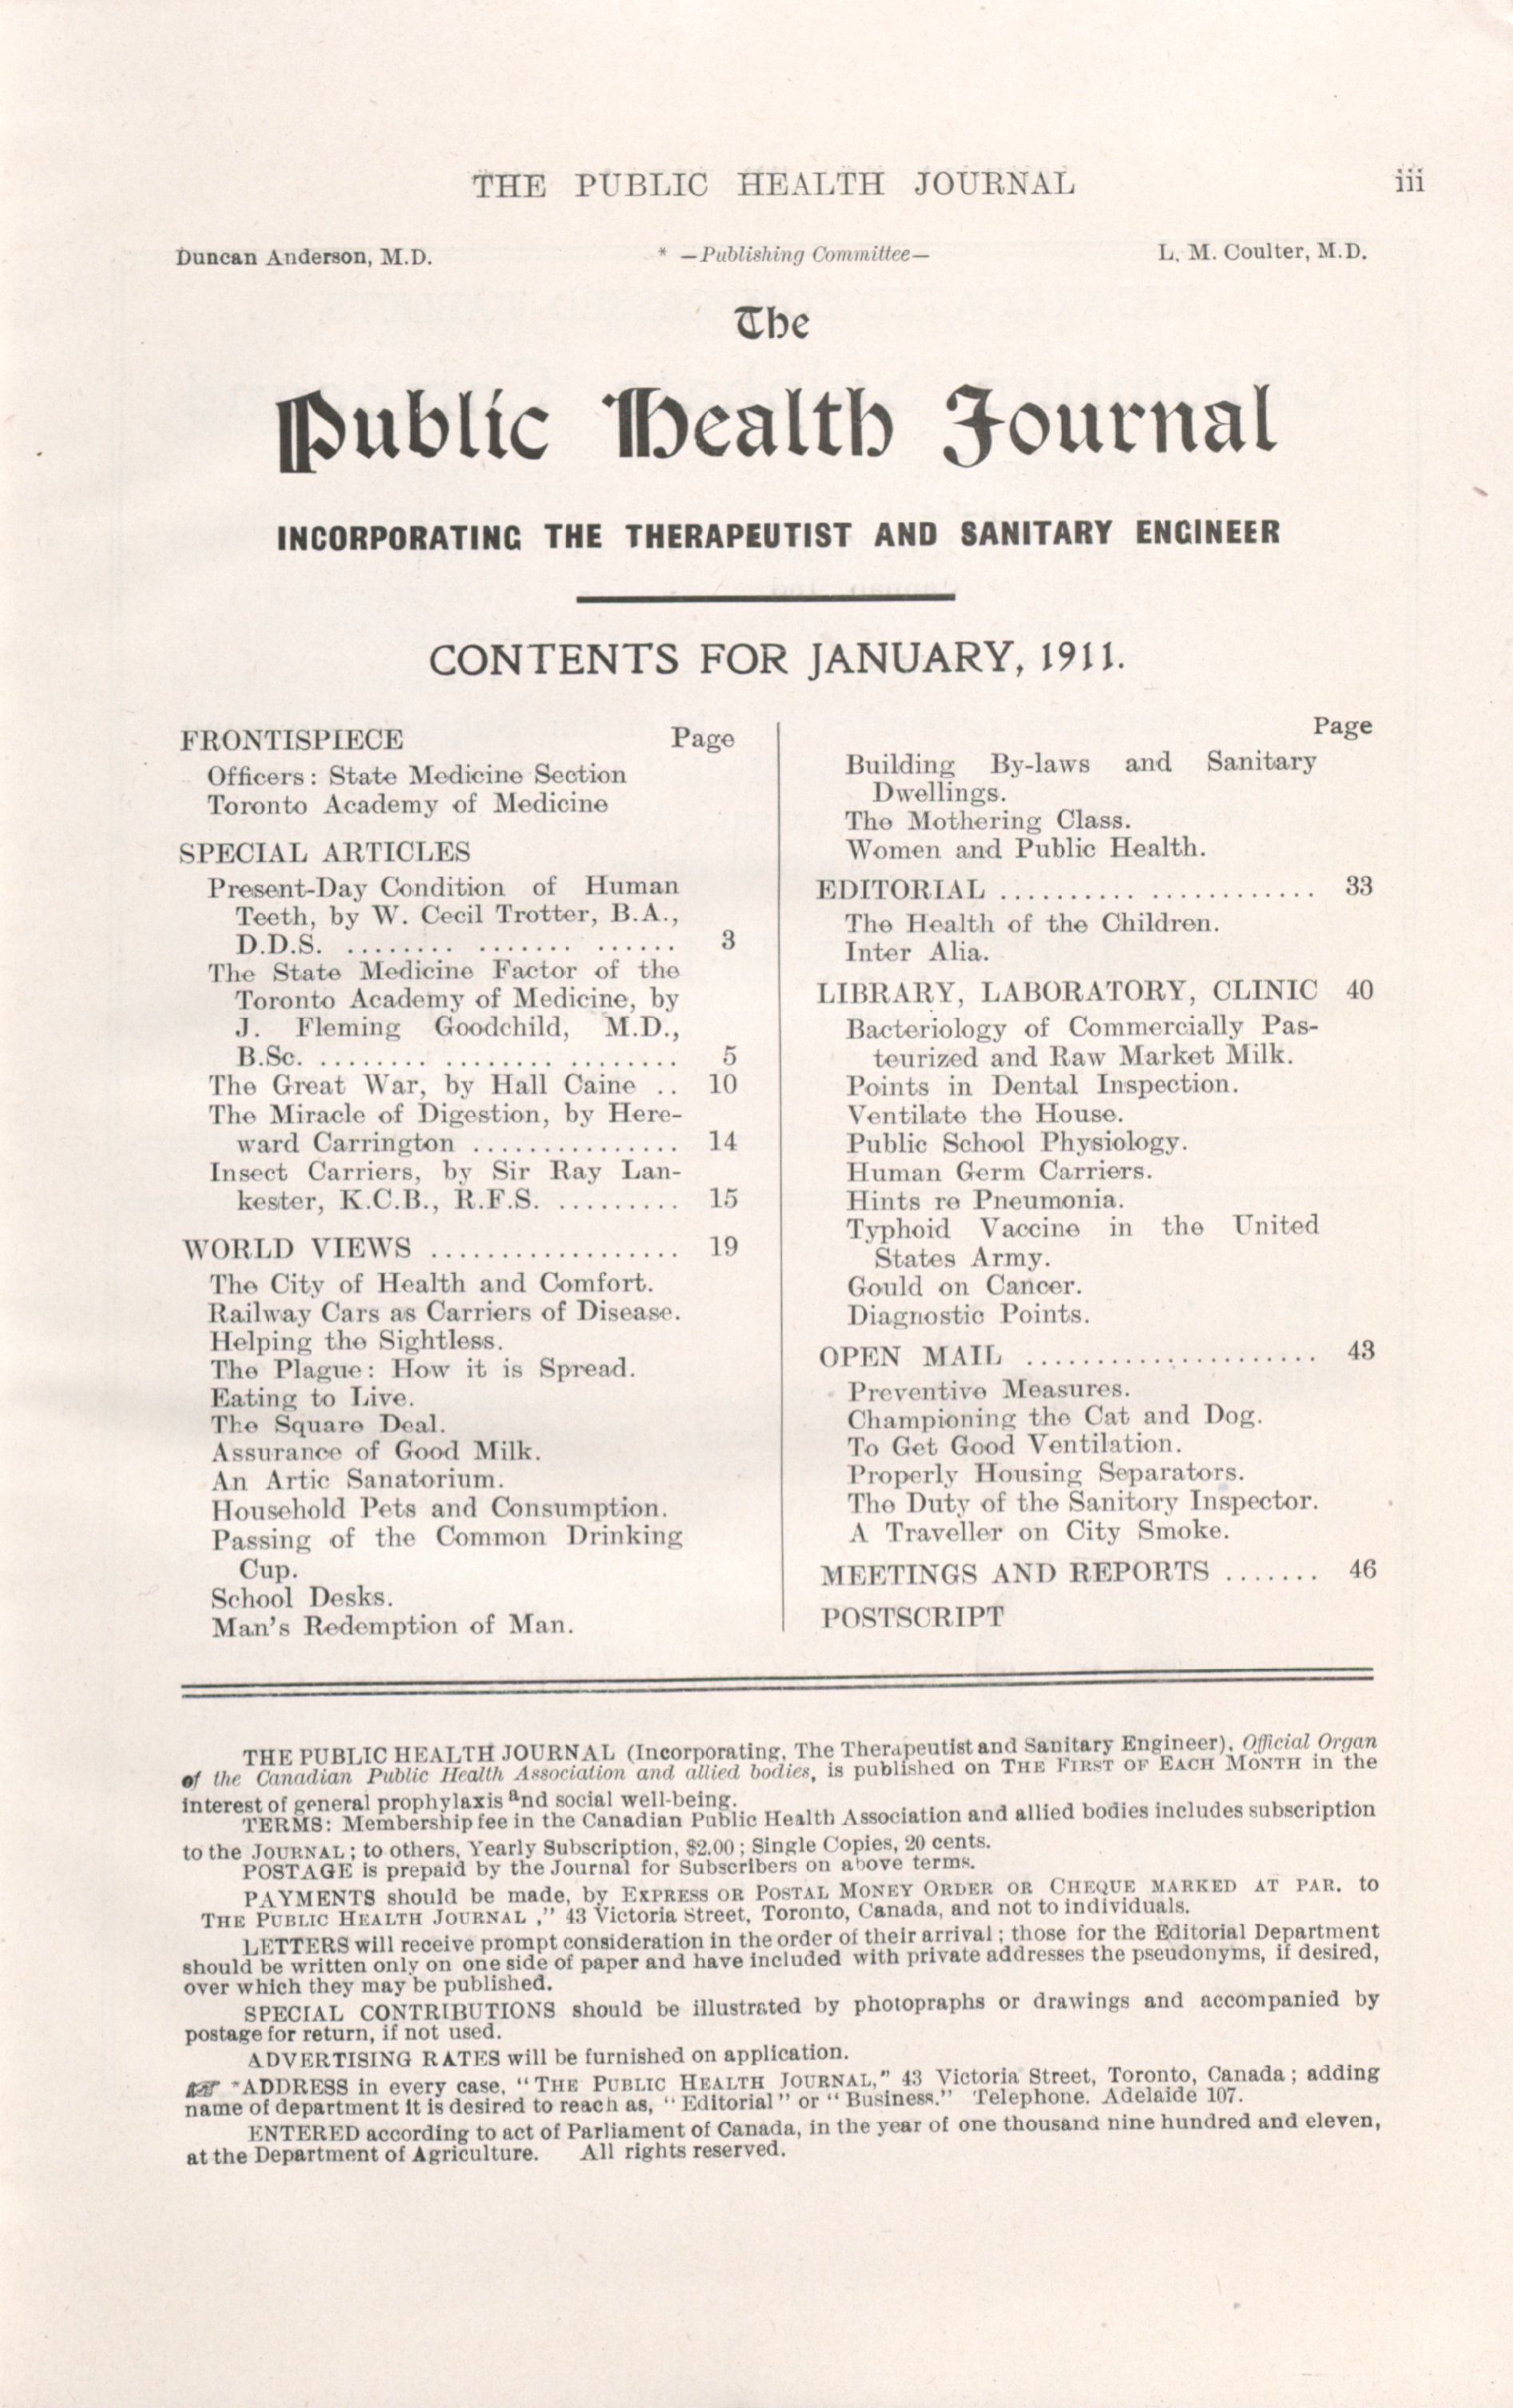 THE PUBLIC HEALTH JOURNAL iii
Duncan Anderson, M.D. * —Publishing Committee— L. M. Coulter, M.D.
The
Public Health Journal
INCORPORATING THE THERAPEUTIST AND SANITARY ENGINEER
CONTENTS FOR JANUARY, 1911.
FRONTISPIECE Page
Officers: State Medicine Section
Toronto Academy of Medicine
SPECIAL ARTICLES
Present-Day Condition of Human
Teeth, by W. Cecil Trotter, B.A.,
D.D.S. ........ ....... ...... 3
The State Medicine Factor of the
Toronto Academy of Medicine, by
J. Fleming Goodchild, M.D.,
B.Sc. ........ ........ ........ 5
The Great War, by Hall Caine .. 10
The Miracle of Digestion, by Here-
ward Carrington ............... 14
Insect Carriers, by Sir Ray Lan-
kester, K.C.B., R.F.S. ......... 15
WORLD VIEWS .................. 19
The City of Health and Comfort.
Railway Cars as Carriers of Disease.
Helping the Sightless.
The Plague: How it is Spread.
Eating to Live.
The Square Deal.
Assurance of Good Milk.
An Artic Sanatorium.
Household Pets and Consumption.
Passing of the Common Drinking
Cup.
School Desks.
Man's Redemption of Man.
Page
Building By-laws and Sanitary
Dwellings.
The Mothering Class.
Women and Public Health.
EDITORIAL .......... ............ 33
The Health of the Children.
Inter Alia.
LIBRARY, LABORATORY, CLINIC 40
Bacteriology of Commercially Pas-
teurized and Raw Market Milk.
Points in Dental Inspection.
Ventilate the House.
Public School Physiology.
Human Germ Carriers.
Hints re Pneumonia.
Typhoid Vaccine in the United
States Army.
Gould on Cancer.
Diagnostic Points.
OPEN MAIL ..................... 43
Preventive Measures.
Championing the Cat and Dog.
To Get Good Ventilation.
Properly Housing Separators.
The Duty of the Sanitory Inspector.
A Traveller on City Smoke.
MEETINGS AND REPORTS ....... 46
POSTSCRIPT
THE PUBLIC HEALTH JOURNAL (Incorporating, The Therapeutist and Sanitary Engineer), Official Organ
of the Canadian Public Health Association and allied bodies, is published on THE FIRST OF EACH MONTH in the
interest of general prophylaxis and social well-being.
TERMS: Membership fee in the Canadian Public Health Association and allied bodies includes subscription
to the JOURNAL; to others, Yearly Subscription, $2.00; Single Copies, 20 cents.
POSTAGE is prepaid by the Journal for Subscribers on above terms.
PAYMENTS should be made, by EXPRESS OR POSTAL MONEY ORDER OR CHEQUE MARKED AT PAR. to
THE PUBLIC HEALTH JOURNAL ," 43 Victoria Street, Toronto, Canada, and not to individuals.
LETTERS will receive prompt consideration in the order of their arrival; those for the Editorial Department
should be written only on one side of paper and have included with private addresses the pseudonyms, if desired,
over which they may be published.
SPECIAL CONTRIBUTIONS should be illustrated by photopraphs or drawings and accompanied by
postage for return, if not used.
ADVERTISING RATES will be furnished on application.
ADDRESS in every case, "THE PUBLIC HEALTH JOURNAL," 43 Victoria Street, Toronto, Canada; adding
name of department it is desired to reach as, "Editorial" or "Business." Telephone. Adelaide 107.
ENTERED according to act of Parliament of Canada, in the year of one thousand nine hundred and eleven,
at the Department of Agriculture. All rights reserved.